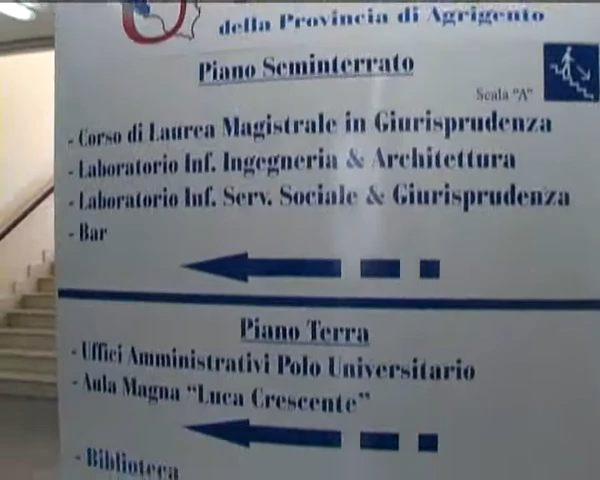 della Provincia di Agrigento
Piano Seminterrato
Scala "A"
- Corso di Laurea Magistrale in Giurisprudenza
- Laboratorio Inf. Ingegneria & Architettura
- Laboratorio Inf. Serv. Sociale & Giurisprudenza
- Bar
Piano Terra
- Uffici Amministrativi Polo Universitario
- Aula Magna "Luca Crescente"
- Biblioteca